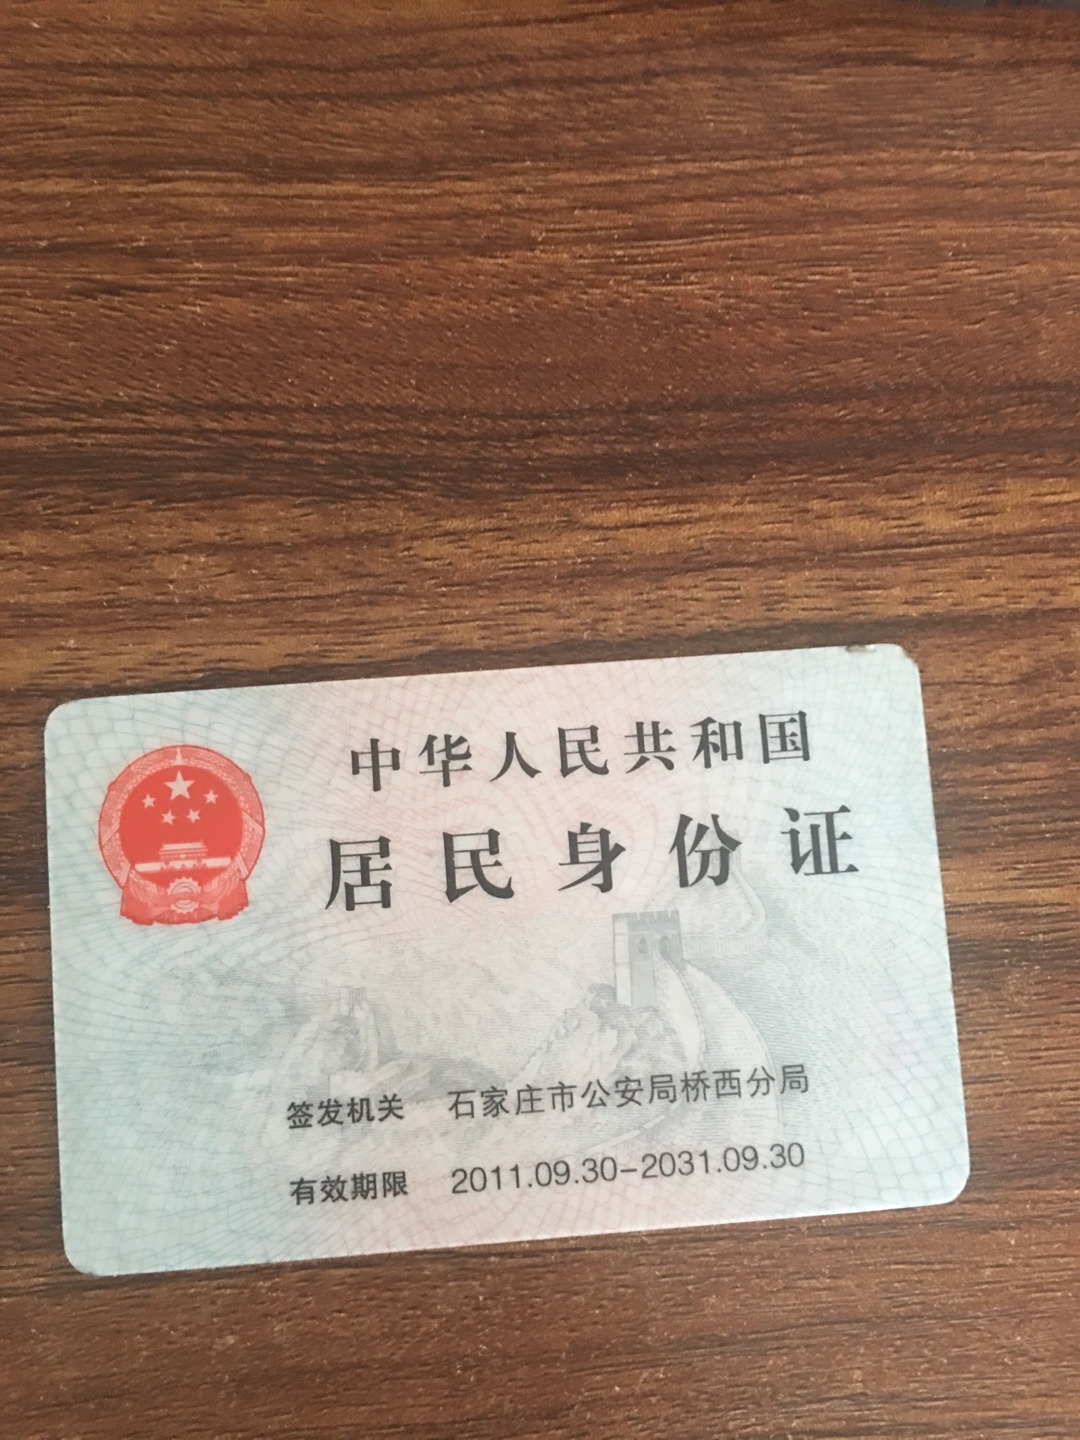 中华人民共和国
居民身份证
签发机关 石家庄市公安局桥西分局
有效期限 2011.09.30-2031.09.30